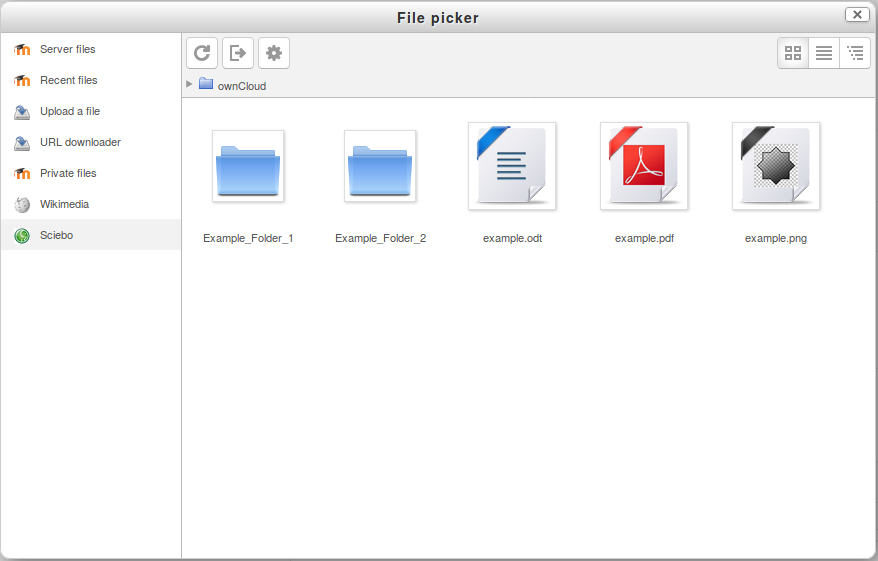 File picker
Server files
Recent files
Upload a file
URL downloader
Private files
Wikimedia
Sciebo
ownCloud
Example_Folder_1
Example_Folder_2
example.odt
example.pdf
example.png